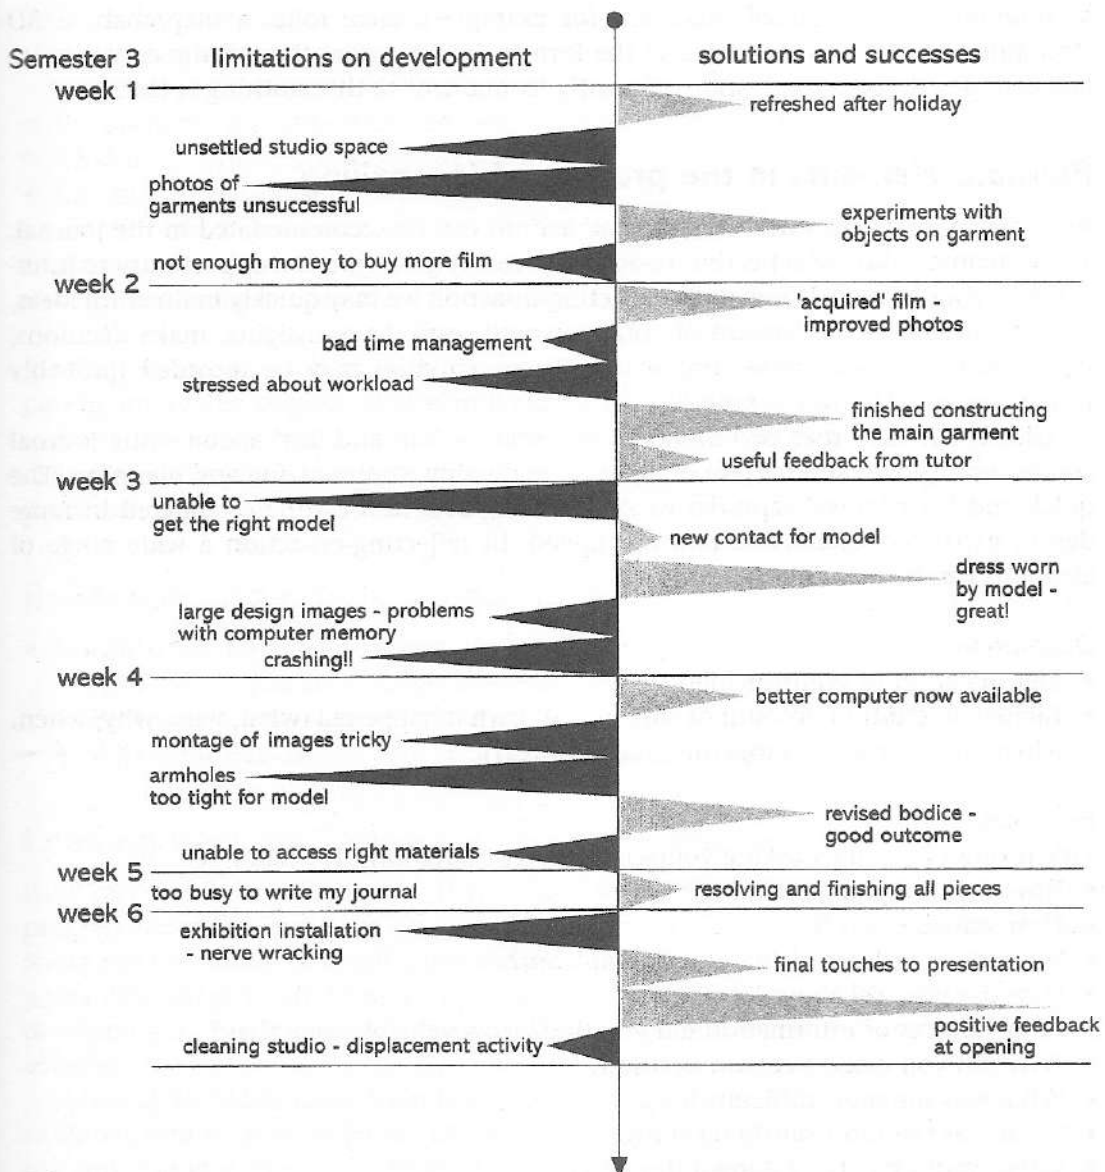 Semester 3 limitations on development solutions and successes
week 1
refreshed after holiday
unsettled studio space
photos of
garments unsuccessful
experiments with
objects on garment
not enough money to buy more film
week 2
'acquired' film -
improved photos
bad time management
stressed about workload
finished constructing
the main garment
useful feedback from tutor
week 3
unable to
get the right model
new contact for model
dress worn
by model -
great!
large design images - problems
with computer memory
crashing!!
week 4
better computer now available
montage of images tricky
armholes
too tight for model
revised bodice -
good outcome
unable to access right materials
week 5
too busy to write my journal
resolving and finishing all pieces
week 6
exhibition installation
- nerve wracking
final touches to presentation
positive feedback
at opening
cleaning studio - displacement activity